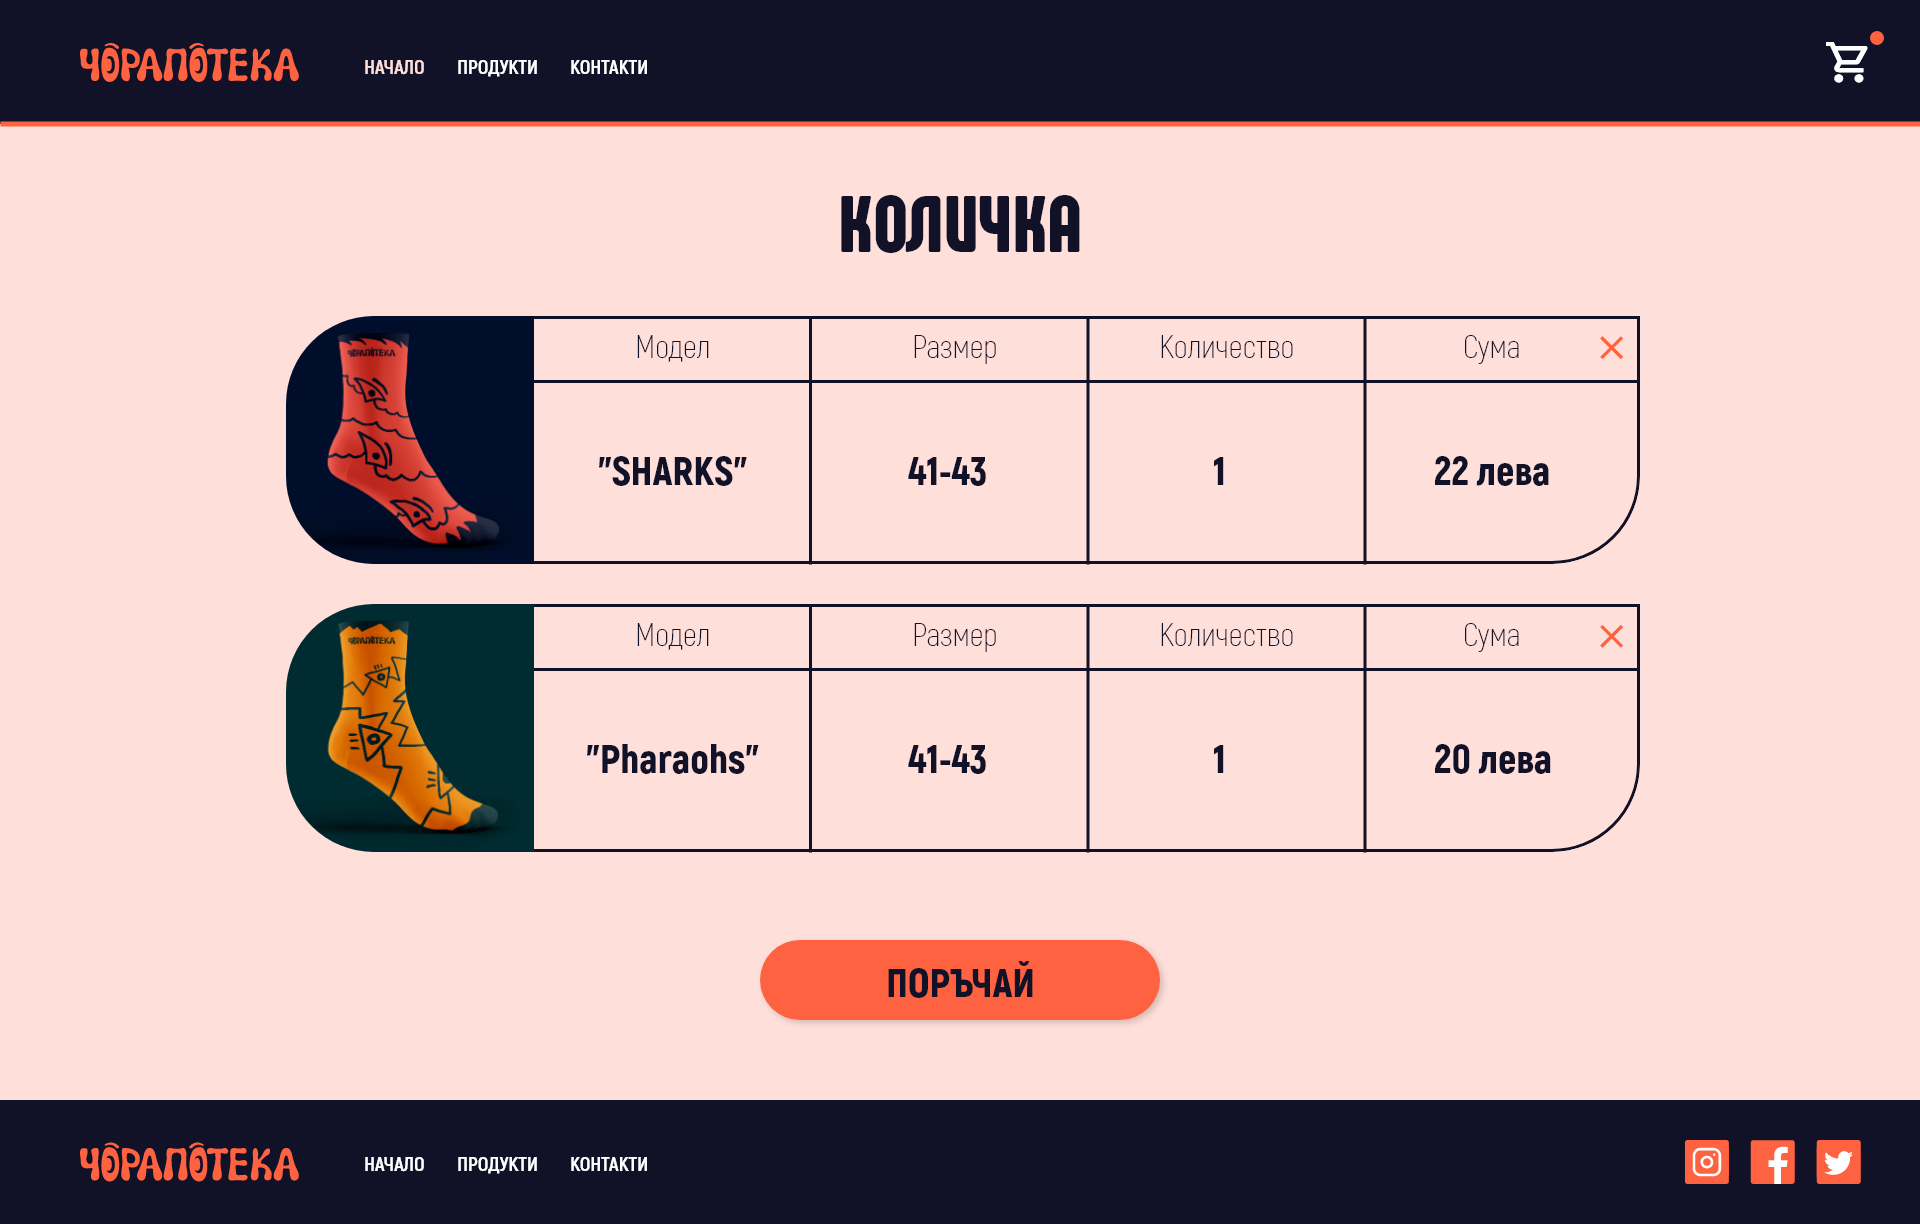 ЧОРАПОТЕКА НАЧАЛО ПРОДУКТИ КОНТАКТИ
КОЛИЧКА
ЧОРАПОТЕКА
Модел Размер Количество Сума
"SHARKS" 41-43 1 22 лева
ЧОРАПОТЕКА
Модел Размер Количество Сума
"Pharaohs" 41-43 1 20 лева
ПОРЪЧАЙ
ЧОРАПОТЕКА НАЧАЛО ПРОДУКТИ КОНТАКТИ